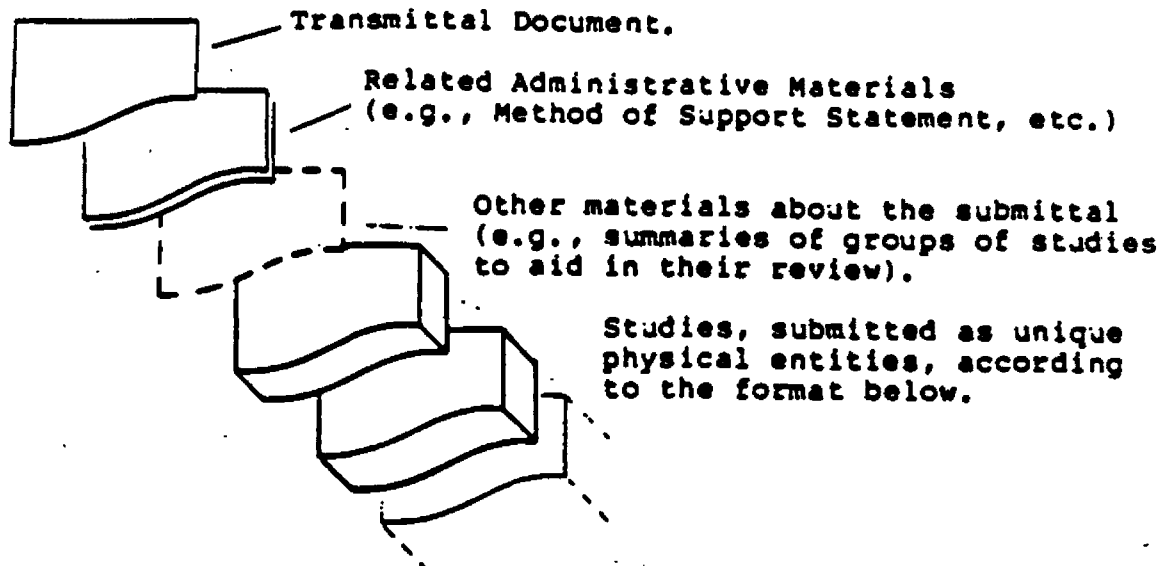 Transmittal Document.
Related Administrative Materials
(e.g., Method of Support Statement, etc.)
Other materials about the submittal
(e.g., summaries of groups of studies
to aid in their review).
Studies, submitted as unique
physical entities, according
to the format below.